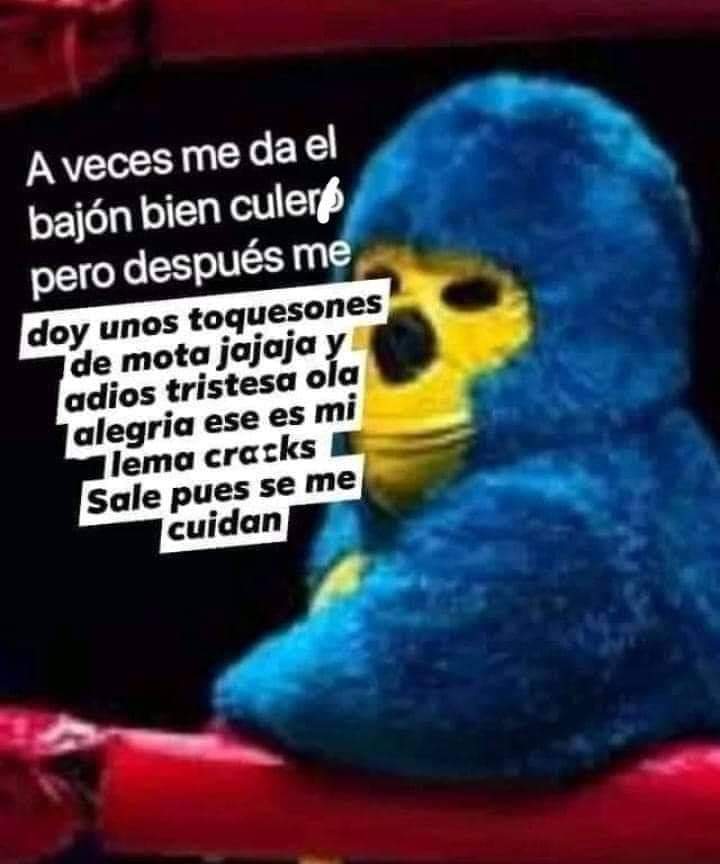 A veces me da el
bajón bien culero
pero después me
doy unos toquesones
de mota jajaja y
adios tristesa ola
alegria ese es mi
lema cracks
Sale pues se me
cuidan